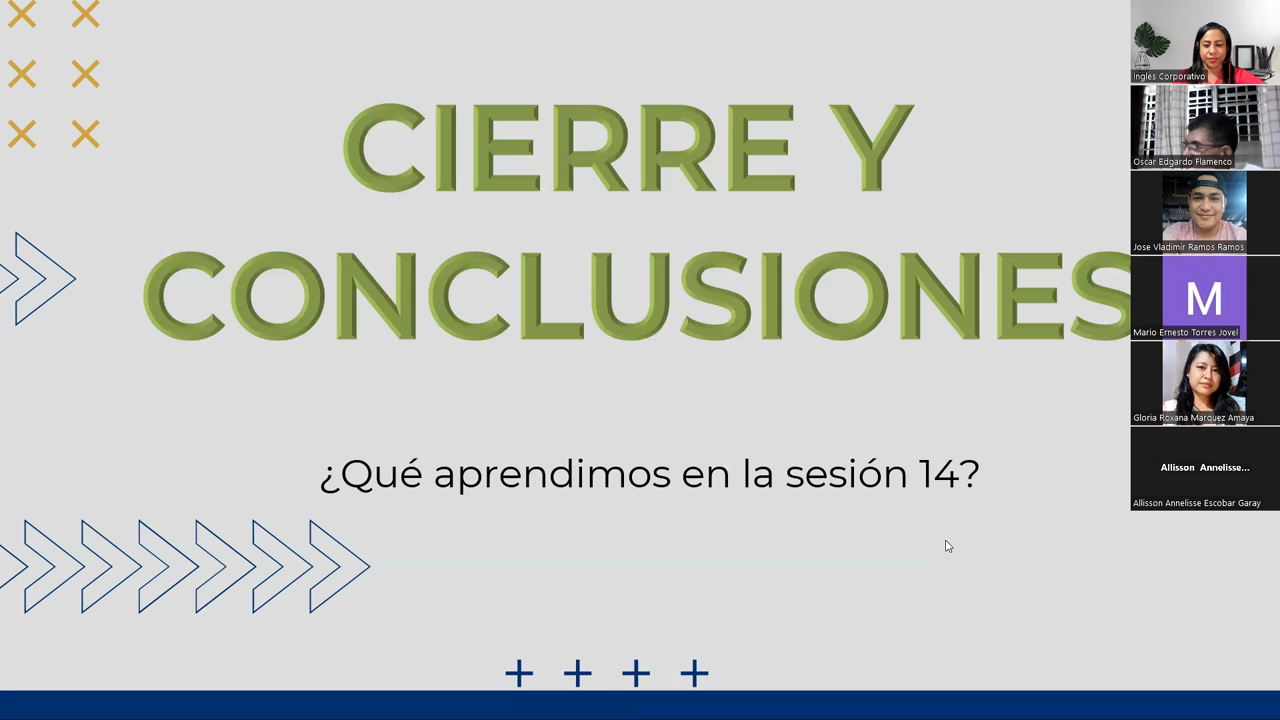 CIERRE Y
CONCLUSIONES
¿Qué aprendimos en la sesión 14?
Ingles Corporativo
Oscar Edgardo Flamenco
Jose Vladimir Ramos Ramos
M
Mario Ernesto Torres Jovel
Gloria Roxana Márquez Amaya
Allisson Annelisse...
Allisson Annelisse Escobar Garay